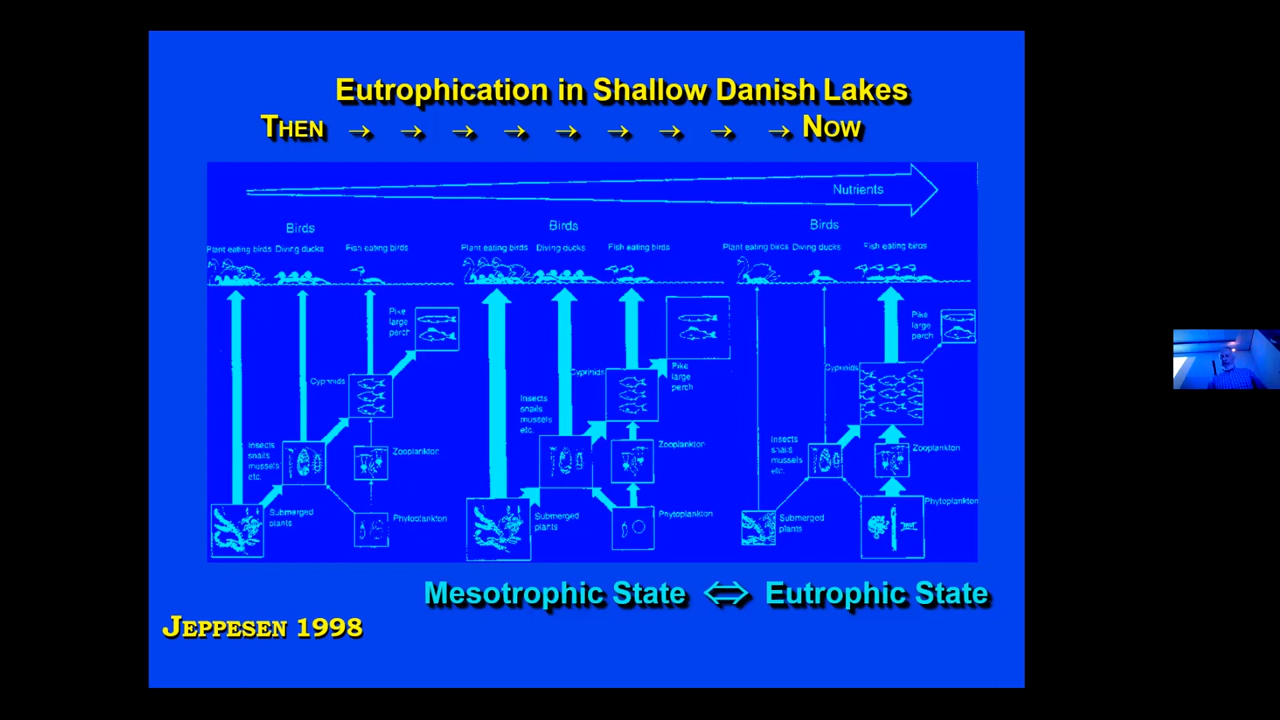 Eutrophication in Shallow Danish Lakes
THEN → → → → → → → → → NOW
Nutrients
Birds
Plant eating birds Diving ducks Fish eating birds
Pike
large
perch
Cyprinids
Insects
snails
mussels
etc.
Zooplankton
Submerged
plants
Phytoplankton
Birds
Plant eating birds Diving ducks Fish eating birds
Cyprinids
Pike
large
perch
Insects
snails
mussels
etc.
Zooplankton
Submerged
plants
Phytoplankton
Birds
Plant eating birds Diving ducks Fish eating birds
Pike
large
perch
Cyprinids
Insects
snails
mussels
etc.
Zooplankton
Phytoplankton
Submerged
plants
Mesotrophic State ⇔ Eutrophic State
JEPPESEN 1998